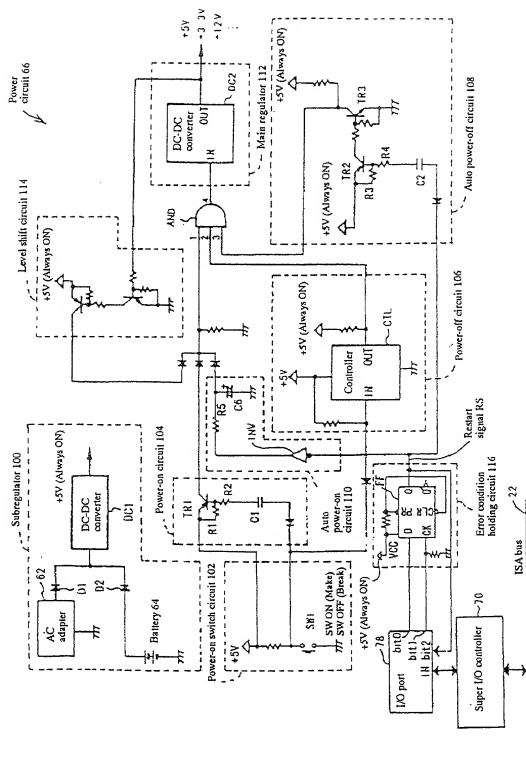 Power circuit 66
Subregulator 100
AC adapter
62
D1
D2
Battery 64
DC-DC converter
DC1
+5V (Always ON)
Level shift circuit 114
+5V (Always ON)
DC-DC converter
IN
OUT
DC2
Main regulator 112
+5V
AND
1
2
3
4
Power-on switch circuit 102
+5V
SW1
SW ON (Make)
SW OFF (Break)
Power-on circuit 104
TR1
R1
R2
C1
R5
C6
INV
Auto power-on circuit 110
+5V
+5V (Always ON)
Controller
IN
OUT
CTL
Power-off circuit 106
+5V (Always ON)
+5V (Always ON)
TR2
TR3
R3
R4
C2
Auto power-off circuit 108
+5V (Always ON)
VCC
FF
D
PR
Q
CK
CLR
Restart signal RS
Error condition holding circuit 116
78
I/O port
bit0
bit1
bit2
IN
70
Super I/O controller
ISA bus
22